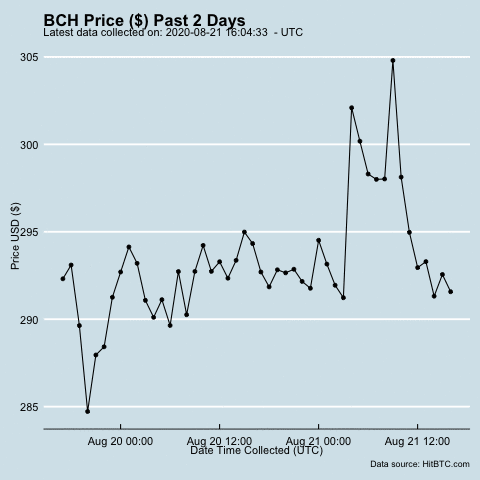 BCH Price ($) Past 2 Days
Latest data collected on: 2020-08-21 16:04:33 - UTC
305
300
295
290
285
Price USD ($)
Aug 20 00:00 Aug 20 12:00 Aug 21 00:00 Aug 21 12:00
Date Time Collected (UTC)
Data source: HitBTC.com